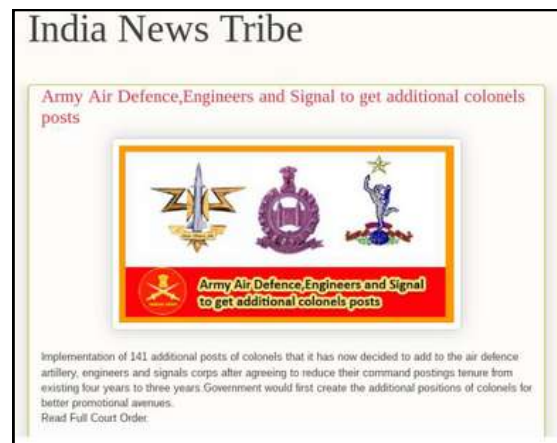 India News Tribe
Army Air Defence,Engineers and Signal to get additional colonels
posts
Army Air Defence,Engineers and Signal
to get additional colonels posts
Implementation of 141 additional posts of colonels that it has now decided to add to the air defence
artillery, engineers and signals corps after agreeing to reduce their command postings tenure from
existing four years to three years.Government would first create the additional positions of colonels for
better promotional avenues.
Read Full Court Order.